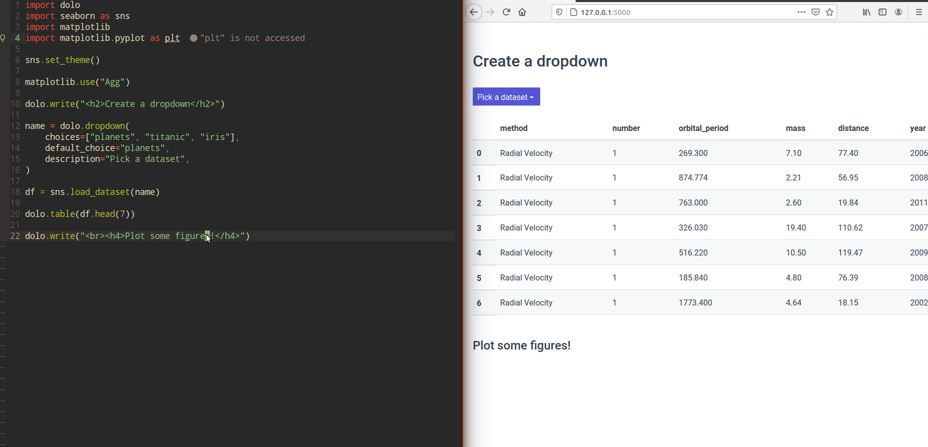 1 import dolo
2 import seaborn as sns
3 import matplotlib
4 import matplotlib.pyplot as plt "plt" is not accessed
5
6 sns.set_theme()
7
8 matplotlib.use("Agg")
9
10 dolo.write("<h2>Create a dropdown</h2>")
11
12 name = dolo.dropdown(
13 choices=["planets", "titanic", "iris"],
14 default_choice="planets",
15 description="Pick a dataset",
16 )
17
18 df = sns.load_dataset(name)
19
20 dolo.table(df.head(7))
21
22 dolo.write("<br><h4>Plot some figures!</h4>")
127.0.0.1:5000
Create a dropdown
Pick a dataset
method number orbital_period mass distance year
0 Radial Velocity 1 269.300 7.10 77.40 2006
1 Radial Velocity 1 874.774 2.21 56.95 2008
2 Radial Velocity 1 763.000 2.60 19.84 2011
3 Radial Velocity 1 326.030 19.40 110.62 2007
4 Radial Velocity 1 516.220 10.50 119.47 2009
5 Radial Velocity 1 185.840 4.80 76.39 2008
6 Radial Velocity 1 1773.400 4.64 18.15 2002
Plot some figures!